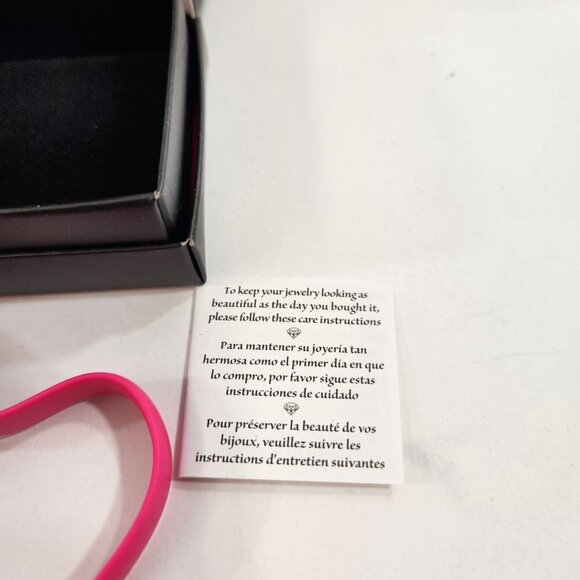 To keep your jewelry looking as
beautiful as the day you bought it,
please follow these care instructions
Para mantener su joyería tan
hermosa como el primer día en que
lo compro, por favor sigue estas
instrucciones de cuidado
Pour préserver la beauté de vos
bijoux, veuillez suivre les
instructions d'entretien suivantes